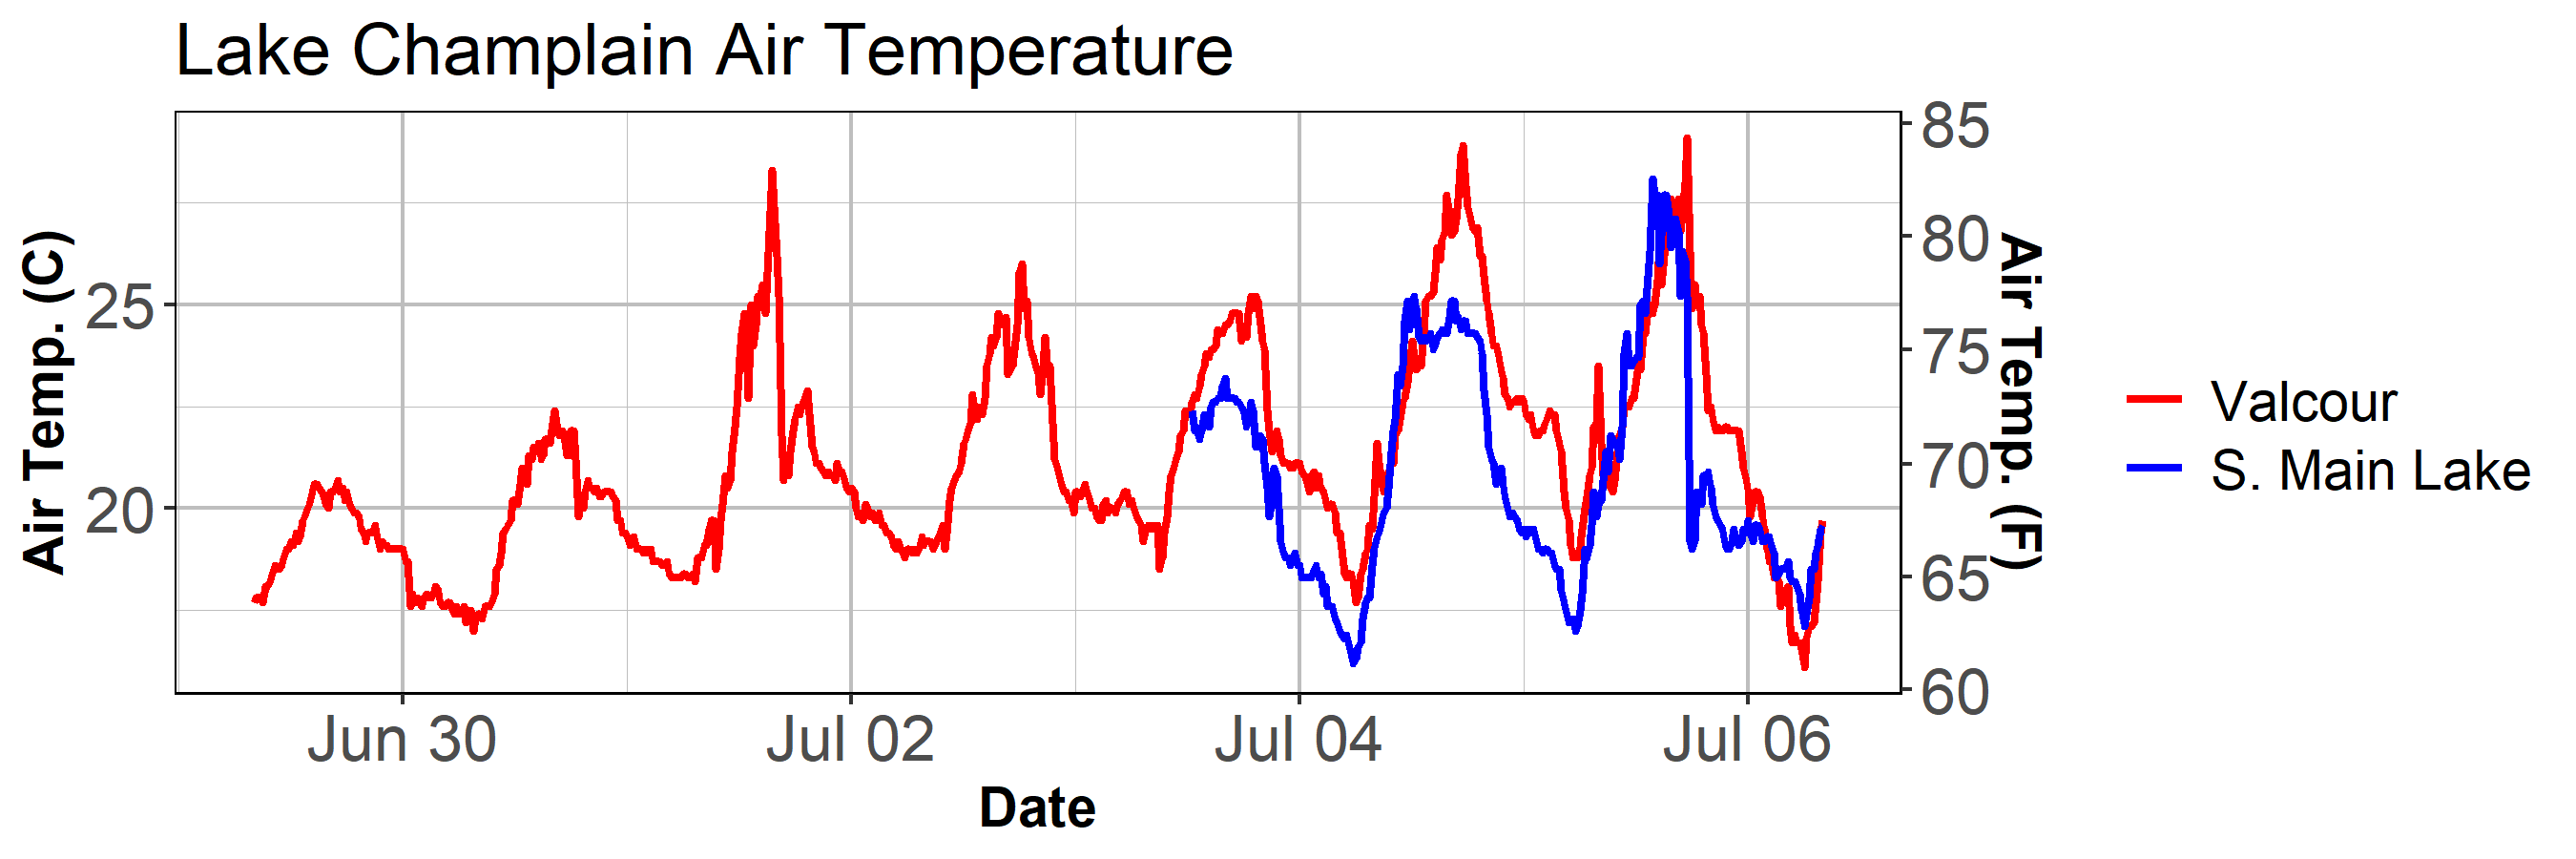 Lake Champlain Air Temperature
Air Temp. (C)
25
20
85
80
75
70
65
60
Air Temp. (F)
Valcour
S. Main Lake
Jun 30
Jul 02
Jul 04
Jul 06
Date